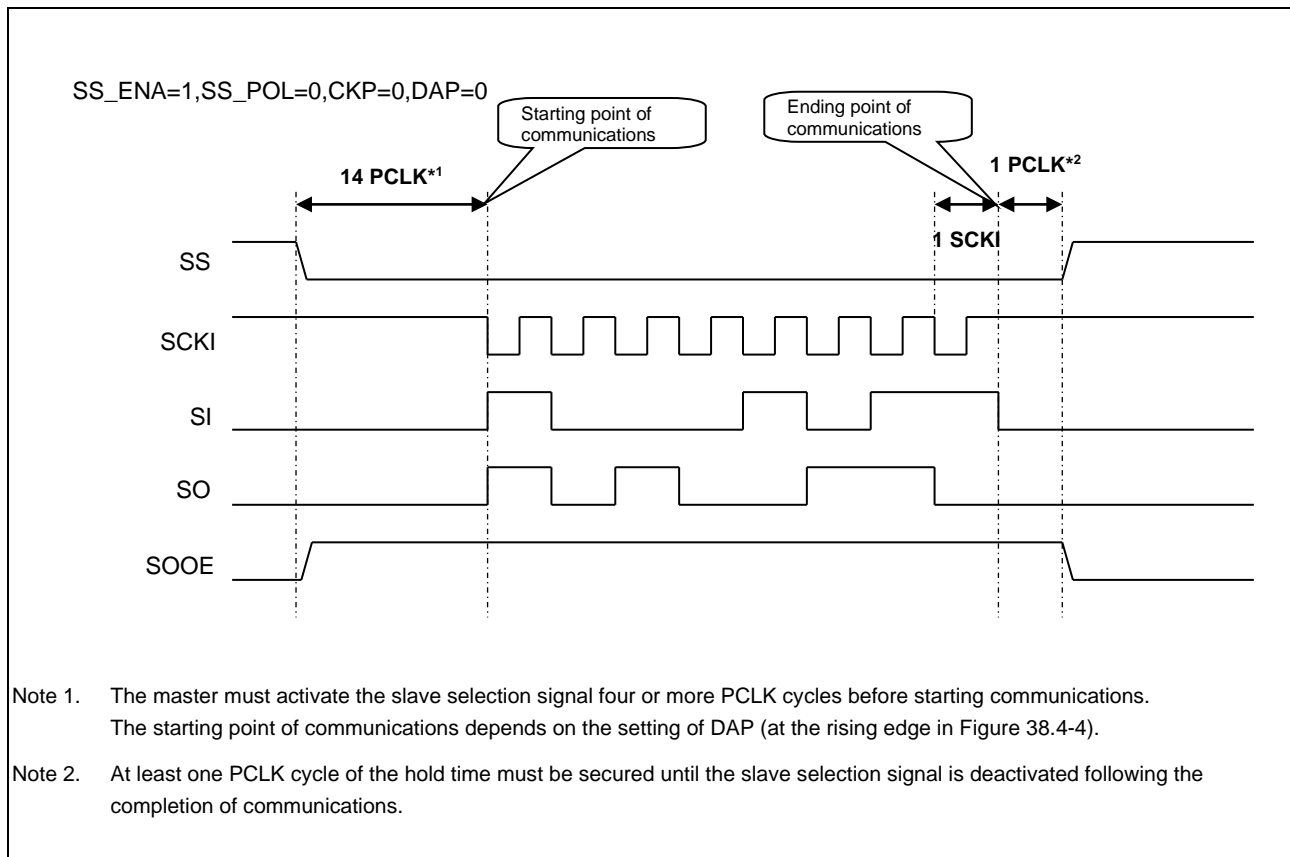 SS_ENA=1,SS_POL=0,CKP=0,DAP=0
Starting point of
communications
Ending point of
communications
14 PCLK*1
1 PCLK*2
1 SCKI
SS
SCKI
SI
SO
SOOE
Note 1. The master must activate the slave selection signal four or more PCLK cycles before starting communications.
The starting point of communications depends on the setting of DAP (at the rising edge in Figure 38.4-4).
Note 2. At least one PCLK cycle of the hold time must be secured until the slave selection signal is deactivated following the
completion of communications.